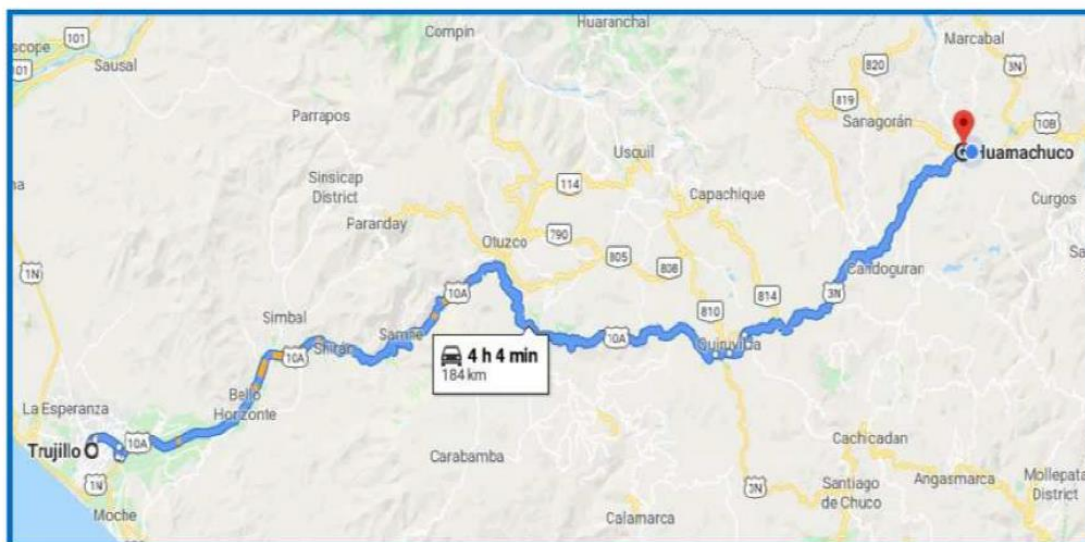 Huaranchal
Compin
Marcabal
101
scope
101
Sausal
820
3N
819
Parrapos
Sanagorán
10B
Huamachuco
Usquil
Sinsicap
District
114
Capachique
Curgos
Paranday
Otuzco
790
Sa
na
1N
805
808
Candoguran
10A
3N
814
810
Simbal
10A
Shirán
Samne
10A
Quiruvilca
4 h 4 min
184 km
Bello
Horizonte
La Esperanza
10A
Trujillo
Cachicadan
Carabamba
1N
3N
Santiago
de Chuco
Angasmarca
Mollepata
District
Moche
Calamarca